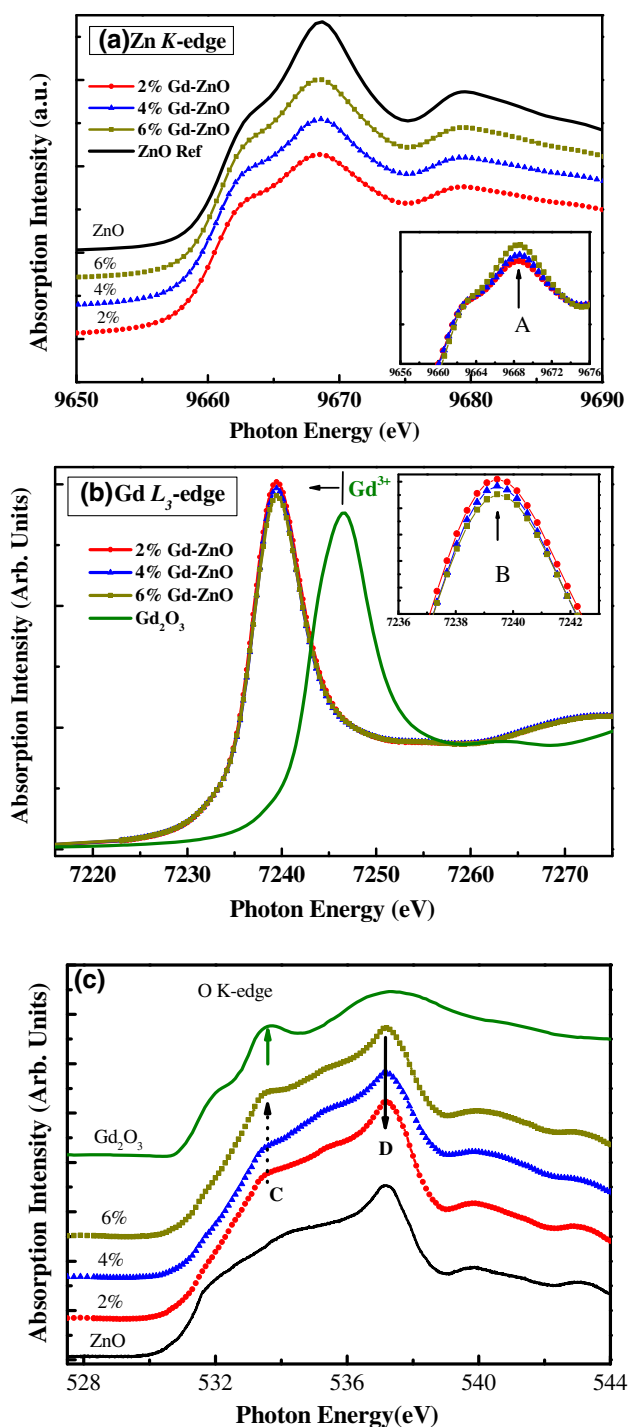 (a) Zn K-edge
2% Gd-ZnO
4% Gd-ZnO
6% Gd-ZnO
ZnO Ref
ZnO
6%
4%
2%
A
9656 9660 9664 9668 9672 9676
Absorption Intensity (a.u.)
9650 9660 9670 9680 9690
Photon Energy (eV)
(b) Gd L₃-edge
Gd³⁺
2% Gd-ZnO
4% Gd-ZnO
6% Gd-ZnO
Gd₂O₃
B
7236 7238 7240 7242
Absorption Intensity (Arb. Units)
7220 7230 7240 7250 7260 7270
Photon Energy (eV)
(c)
O K-edge
Gd₂O₃
D
C
6%
4%
2%
ZnO
Absorption Intensity (Arb. Units)
528 532 536 540 544
Photon Energy(eV)